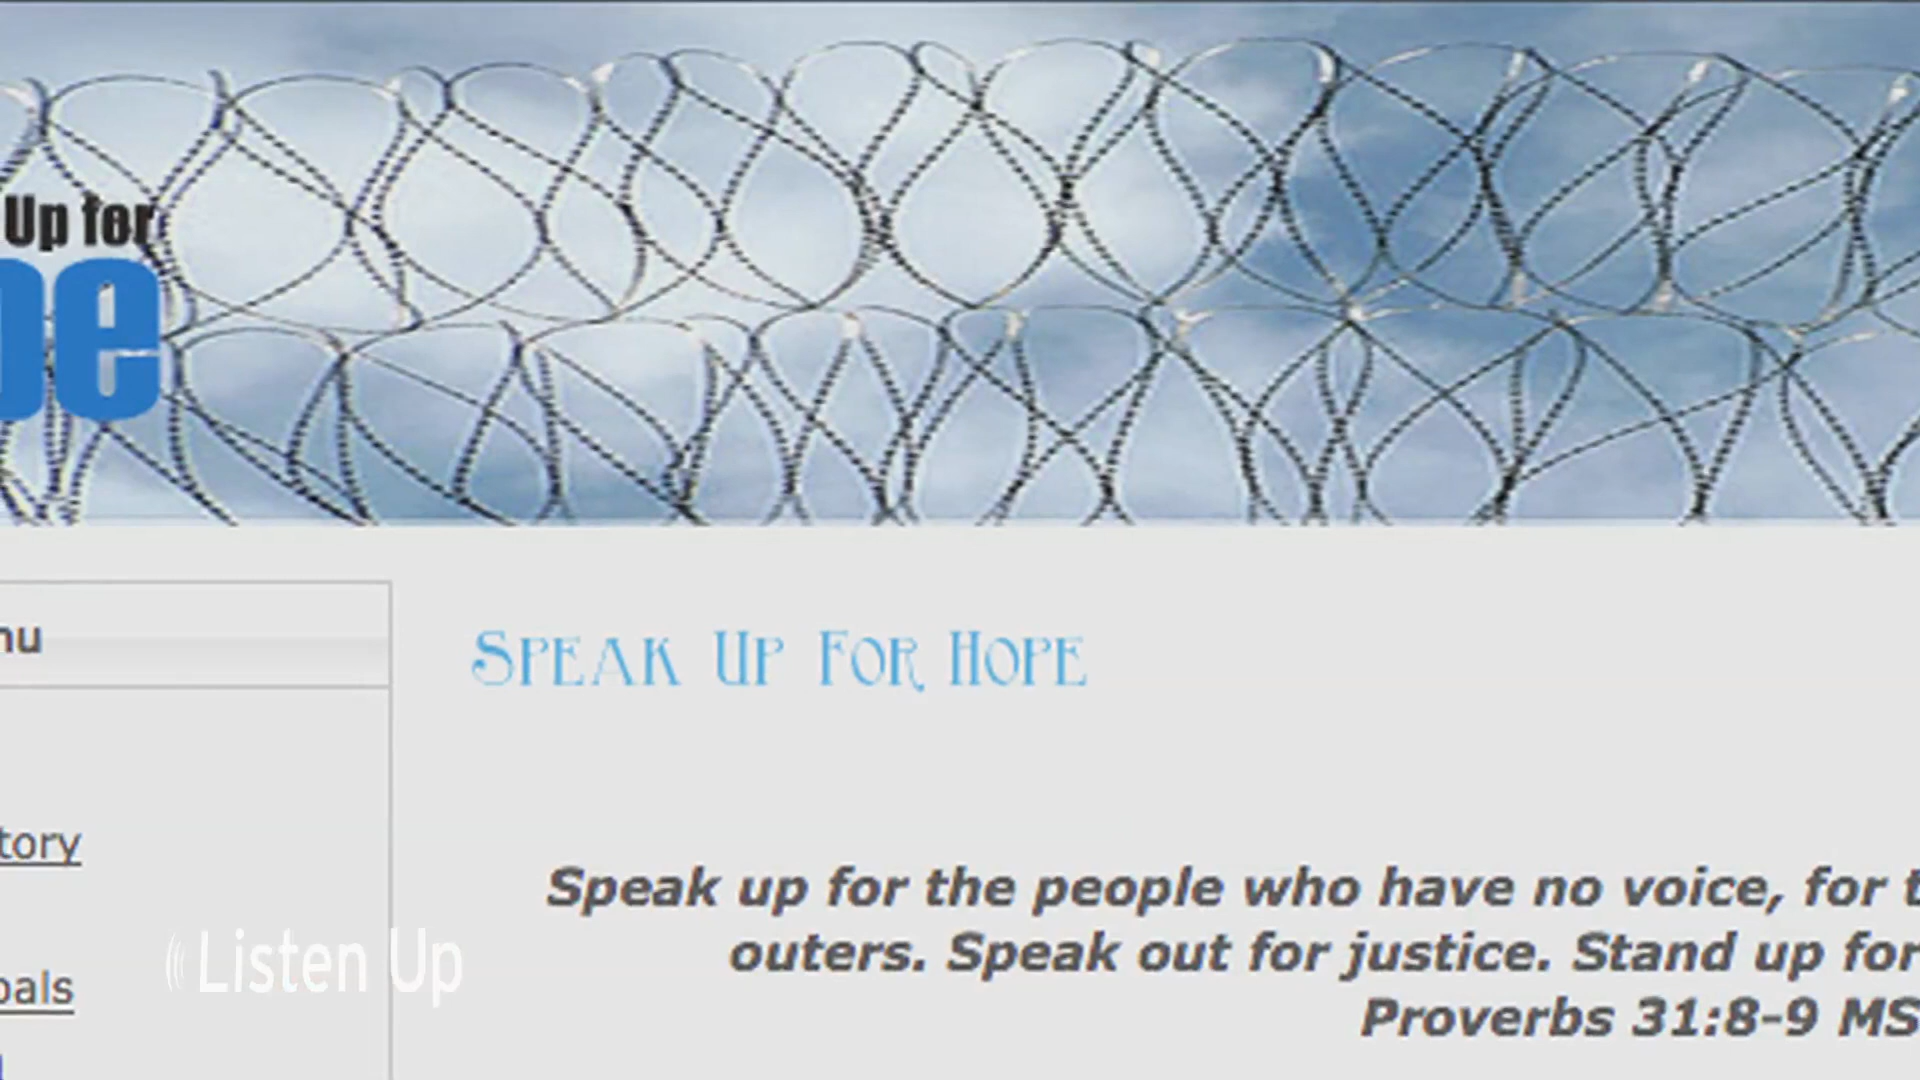 Up for
pe
nu
SPEAK UP FOR HOPE
tory
Speak up for the people who have no voice, for t
outers. Speak out for justice. Stand up for
Listen Up
oals
Proverbs 31:8-9 MS